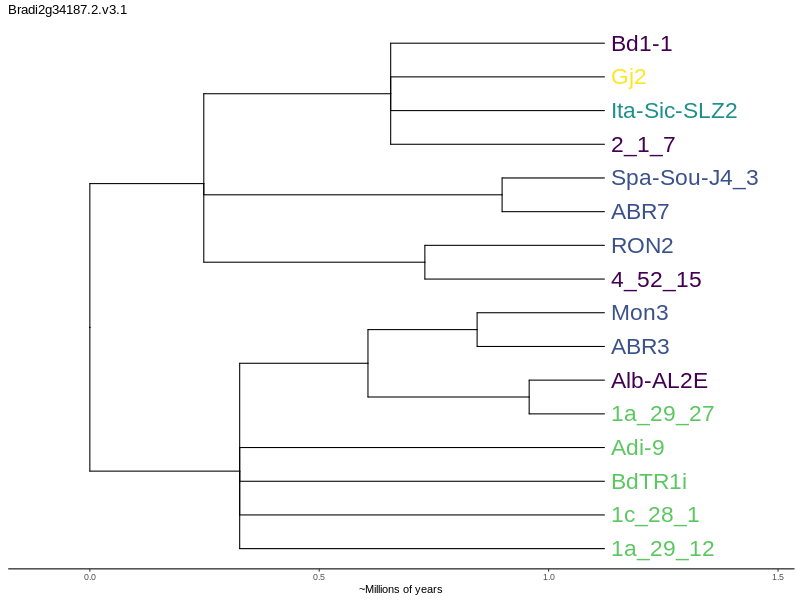 Bradi2g34187.2.v3.1
Bd1-1
Gj2
Ita-Sic-SLZ2
2_1_7
Spa-Sou-J4_3
ABR7
RON2
4_52_15
Mon3
ABR3
Alb-AL2E
1a_29_27
Adi-9
BdTR1i
1c_28_1
1a_29_12
0.0 0.5 1.0 1.5
~Millions of years